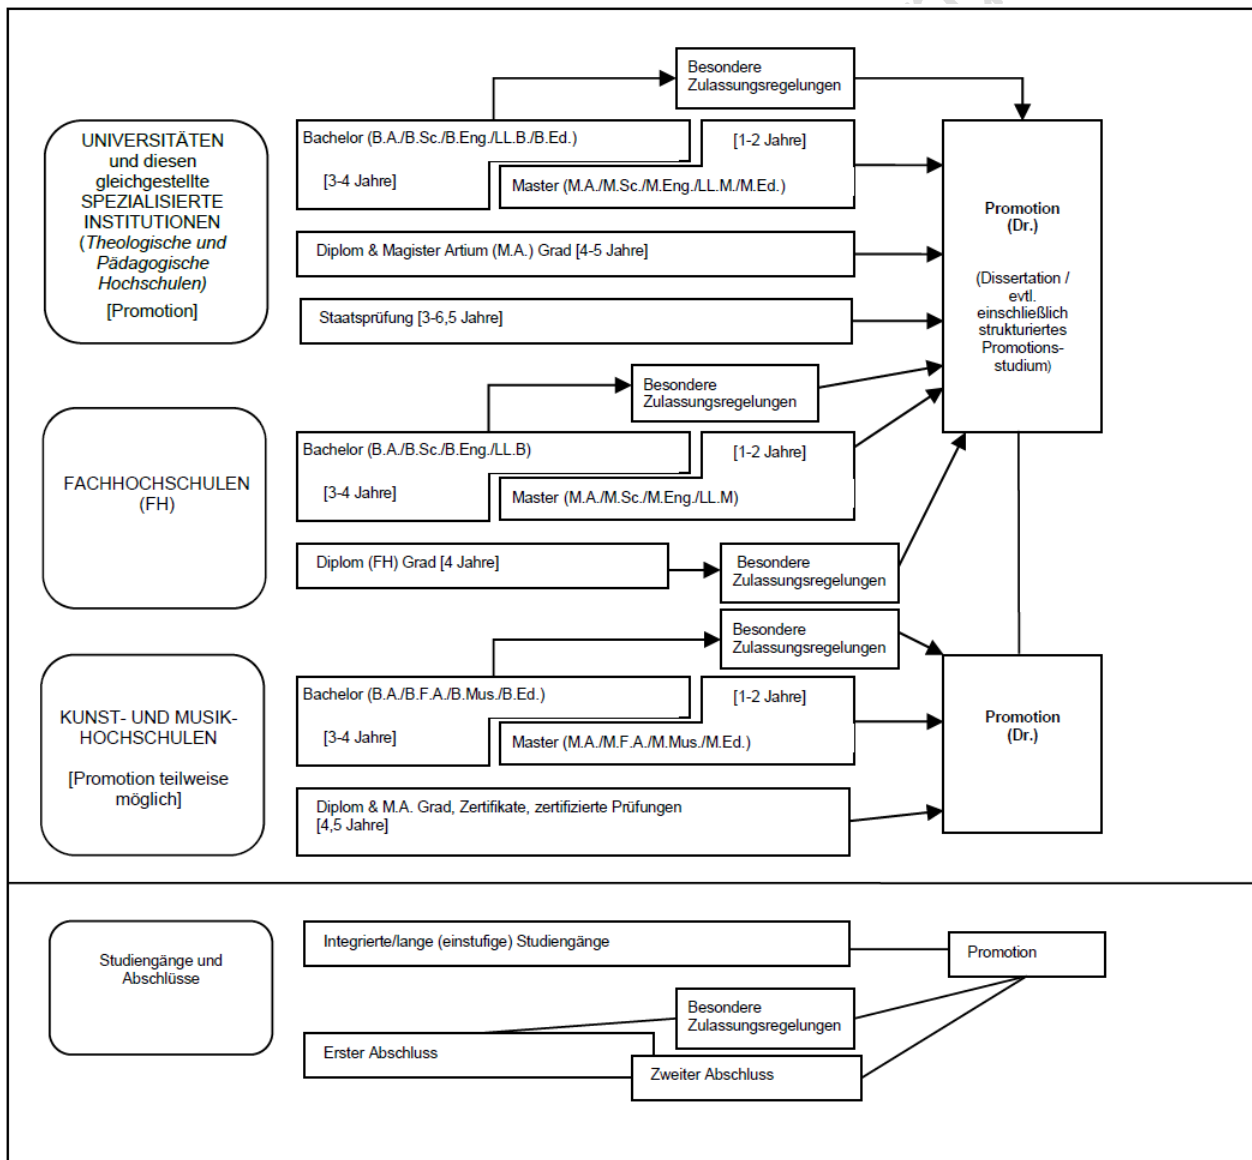 Besondere
Zulassungsregelungen
UNIVERSITÄTEN
und diesen
gleichgestellte
SPEZIALISIERTE
INSTITUTIONEN
(Theologische und
Pädagogische
Hochschulen)
[Promotion]
Bachelor (B.A./B.Sc./B.Eng./LL.B./B.Ed.)
[3-4 Jahre]
[1-2 Jahre]
Master (M.A./M.Sc./M.Eng./LL.M./M.Ed.)
Diplom & Magister Artium (M.A.) Grad [4-5 Jahre]
Staatsprüfung [3-6,5 Jahre]
Promotion
(Dr.)
(Dissertation /
evtl.
einschließlich
strukturiertes
Promotions-
studium)
Besondere
Zulassungsregelungen
FACHHOCHSCHULEN
(FH)
Bachelor (B.A./B.Sc./B.Eng./LL.B)
[3-4 Jahre]
[1-2 Jahre]
Master (M.A./M.Sc./M.Eng./LL.M)
Diplom (FH) Grad [4 Jahre]
Besondere
Zulassungsregelungen
Besondere
Zulassungsregelungen
KUNST- UND MUSIK-
HOCHSCHULEN
[Promotion teilweise
möglich]
Bachelor (B.A./B.F.A./B.Mus./B.Ed.)
[3-4 Jahre]
[1-2 Jahre]
Master (M.A./M.F.A./M.Mus./M.Ed.)
Diplom & M.A. Grad, Zertifikate, zertifizierte Prüfungen
[4,5 Jahre]
Promotion
(Dr.)
Studiengänge und
Abschlüsse
Integrierte/lange (einstufige) Studiengänge
Promotion
Besondere
Zulassungsregelungen
Erster Abschluss
Zweiter Abschluss